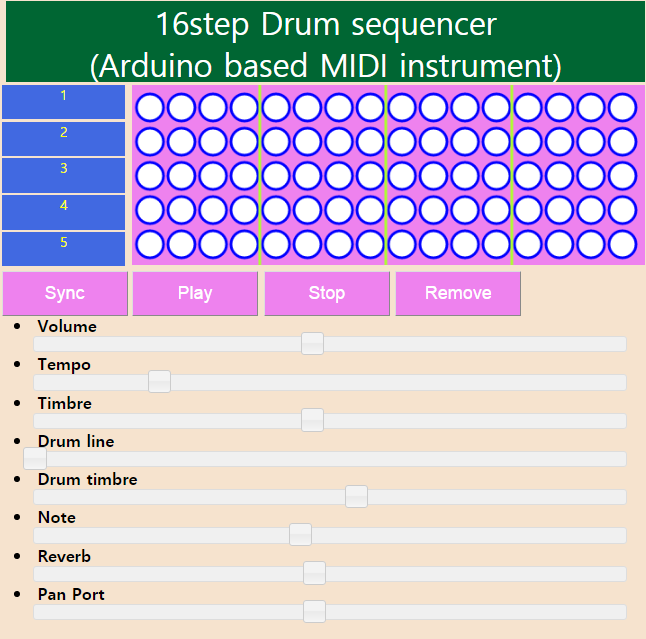 16step Drum sequencer
(Arduino based MIDI instrument)
1
2
3
4
5
Sync Play Stop Remove
Volume
Tempo
Timbre
Drum line
Drum timbre
Note
Reverb
Pan Port